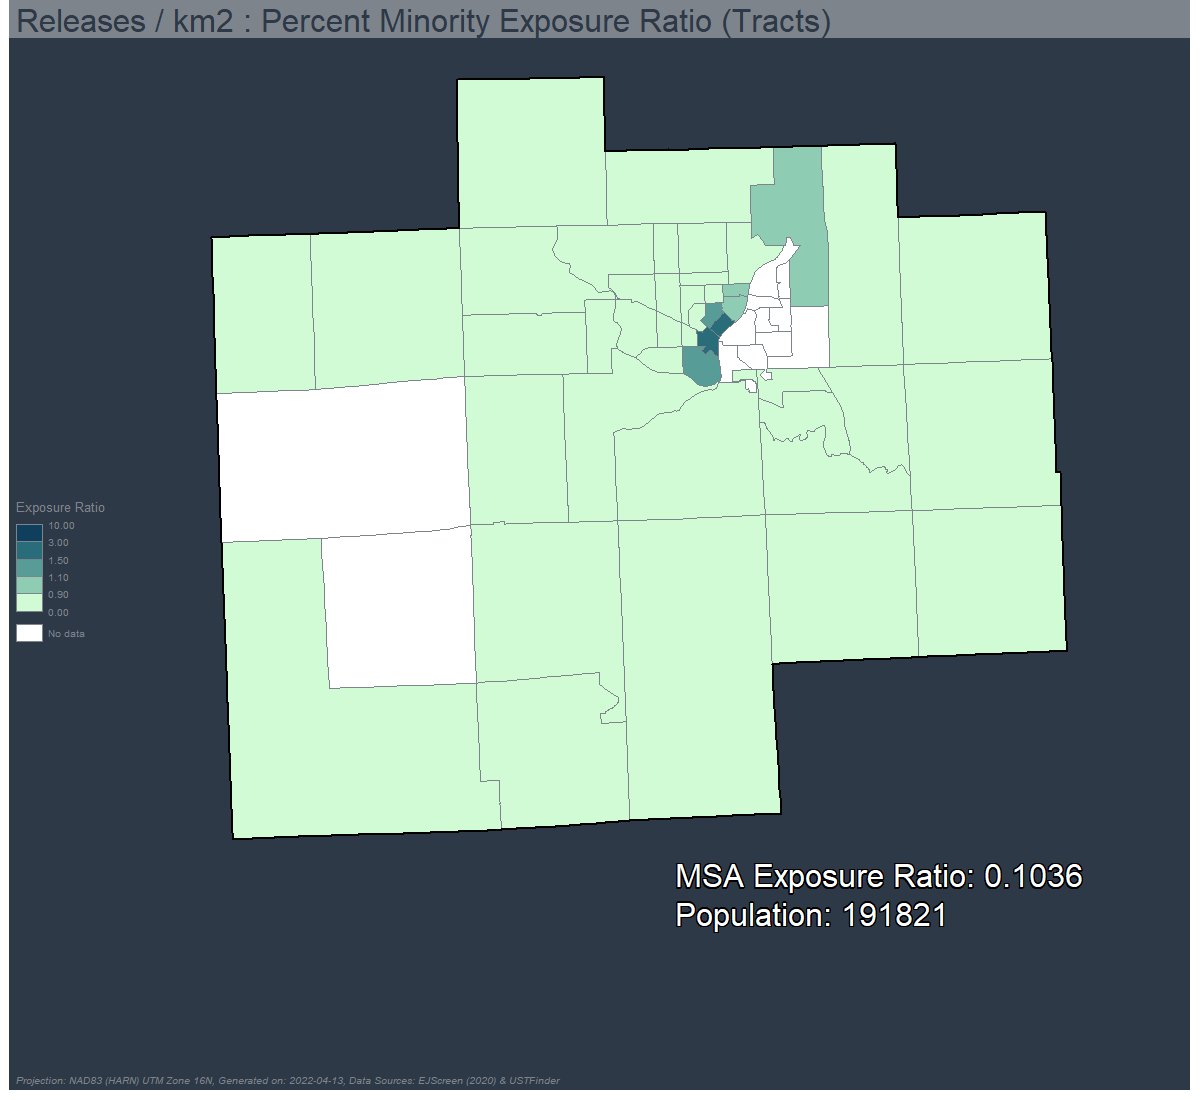 Releases / km2 : Percent Minority Exposure Ratio (Tracts)
Exposure Ratio
10.00
3.00
1.50
1.10
0.90
0.00
No data
MSA Exposure Ratio: 0.1036
Population: 191821
Projection: NAD83 (HARN) UTM Zone 16N, Generated on: 2022-04-13, Data Sources: EJScreen (2020) & USTFinder